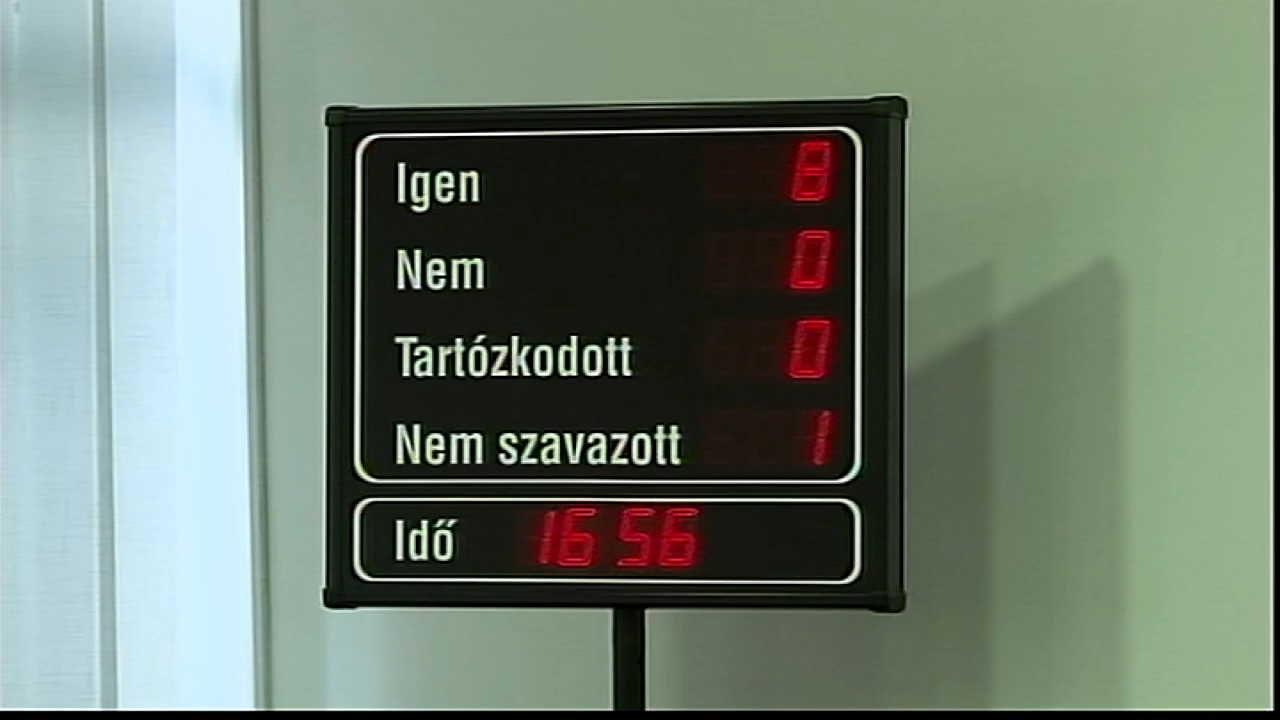 Igen 8
Nem 0
Tartózkodott 0
Nem szavazott 1
Idő 16 56